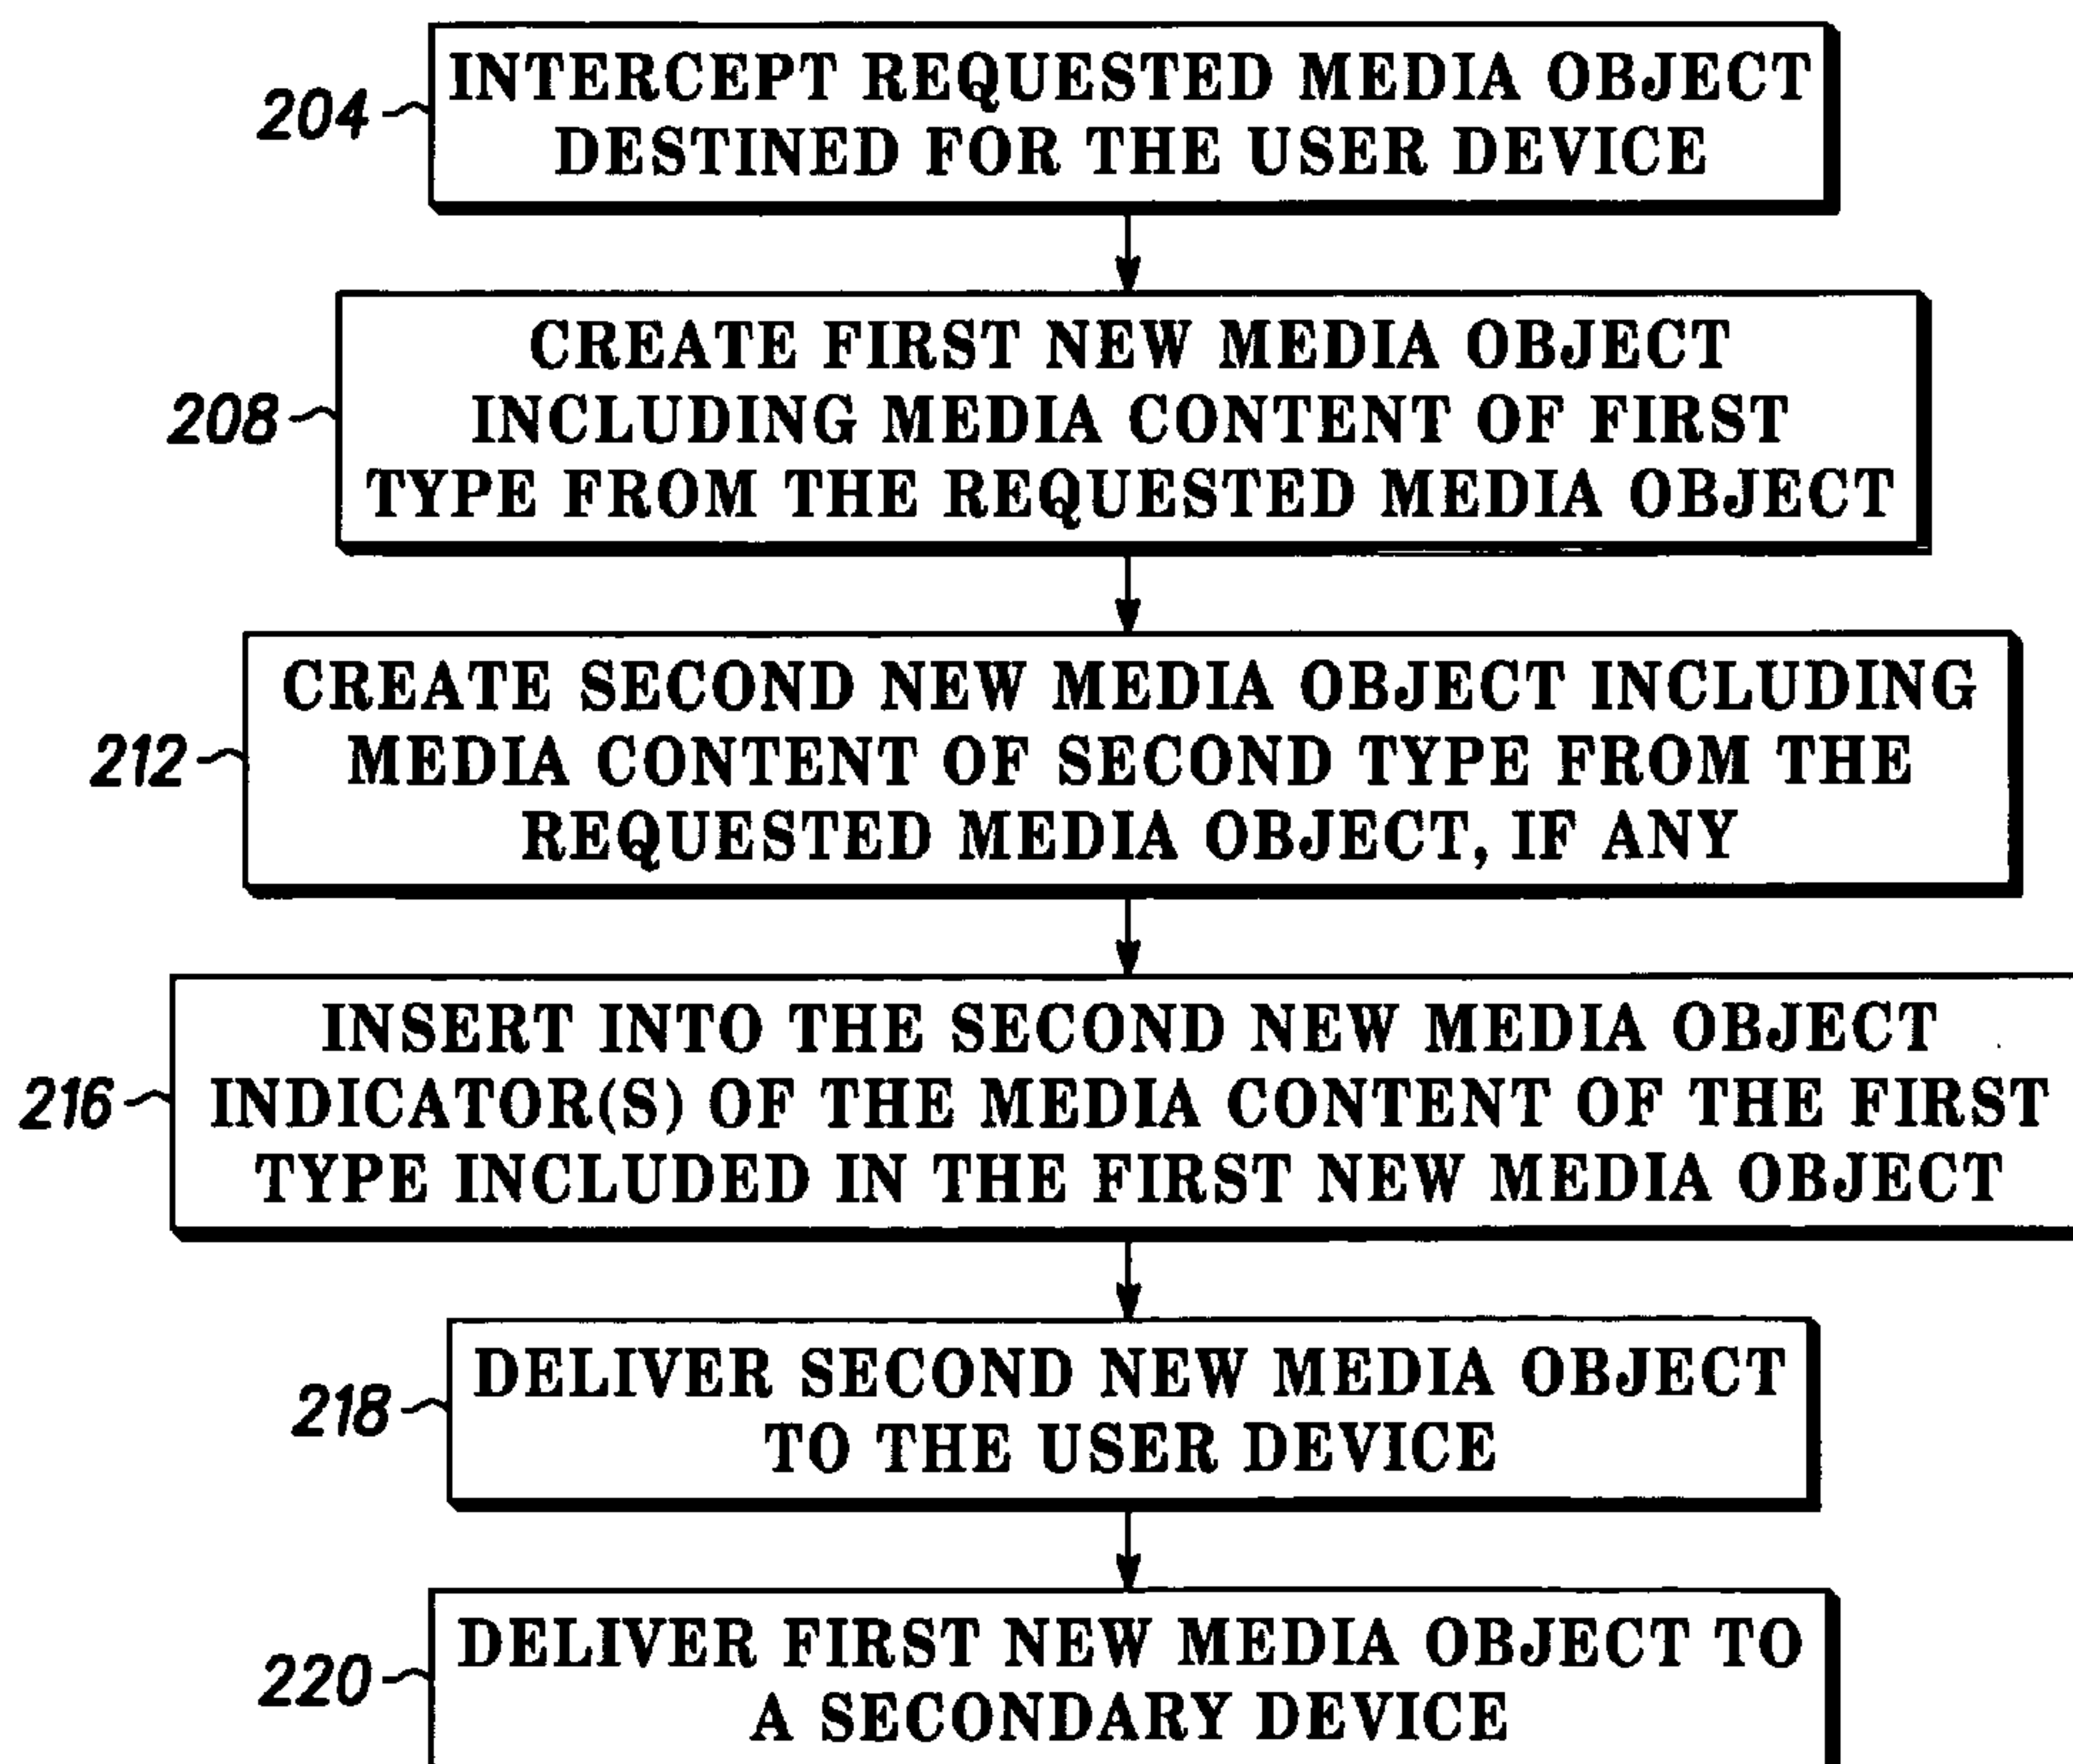 204
INTERCEPT REQUESTED MEDIA OBJECT
DESTINED FOR THE USER DEVICE
208
CREATE FIRST NEW MEDIA OBJECT
INCLUDING MEDIA CONTENT OF FIRST
TYPE FROM THE REQUESTED MEDIA OBJECT
212
CREATE SECOND NEW MEDIA OBJECT INCLUDING
MEDIA CONTENT OF SECOND TYPE FROM THE
REQUESTED MEDIA OBJECT, IF ANY
216
INSERT INTO THE SECOND NEW MEDIA OBJECT
INDICATOR(S) OF THE MEDIA CONTENT OF THE FIRST
TYPE INCLUDED IN THE FIRST NEW MEDIA OBJECT
218
DELIVER SECOND NEW MEDIA OBJECT
TO THE USER DEVICE
220
DELIVER FIRST NEW MEDIA OBJECT TO
A SECONDARY DEVICE